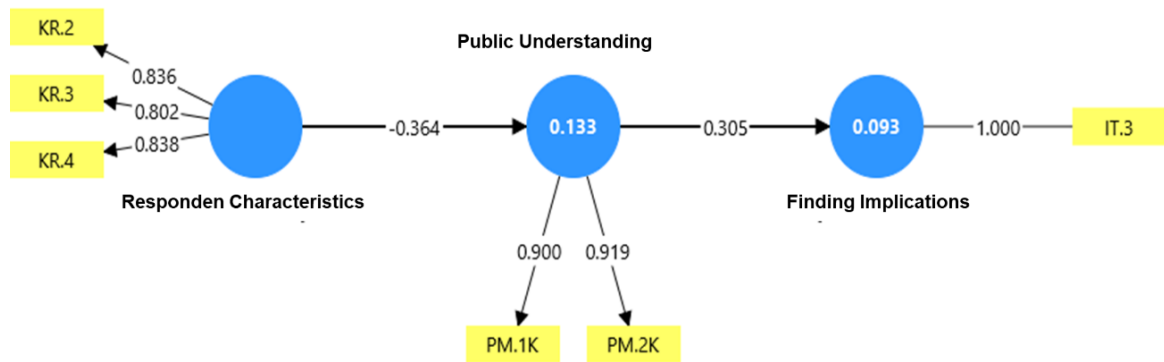 KR.2
Public Understanding
0.836
KR.3
0.802
-0.364
0.133
0.305
0.093
1.000
IT.3
0.838
KR.4
Responden Characteristics
Finding Implications
0.900
0.919
PM.1K
PM.2K